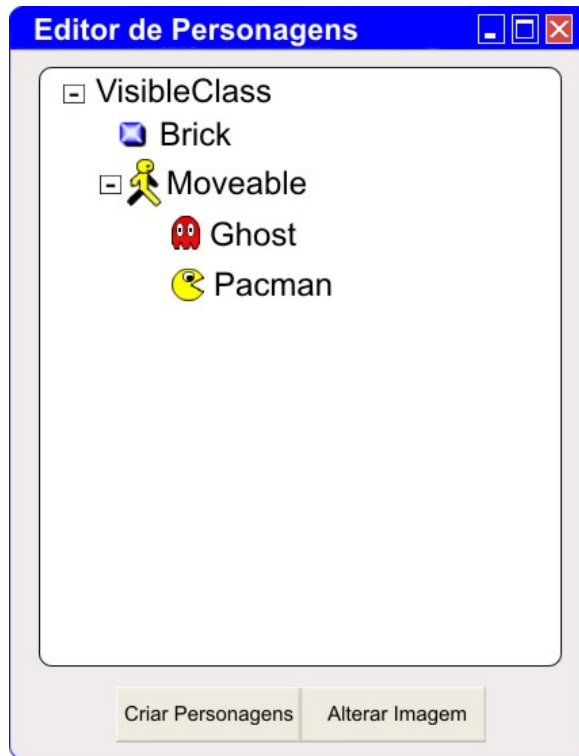 Editor de Personagens
VisibleClass
Brick
Moveable
Ghost
Pacman
Criar Personagens Alterar Imagem